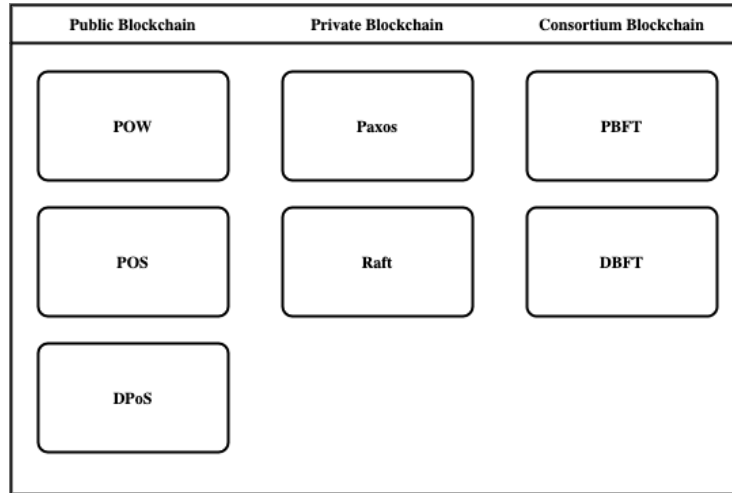 Public Blockchain Private Blockchain Consortium Blockchain
POW Paxos PBFT
POS Raft DBFT
DPoS